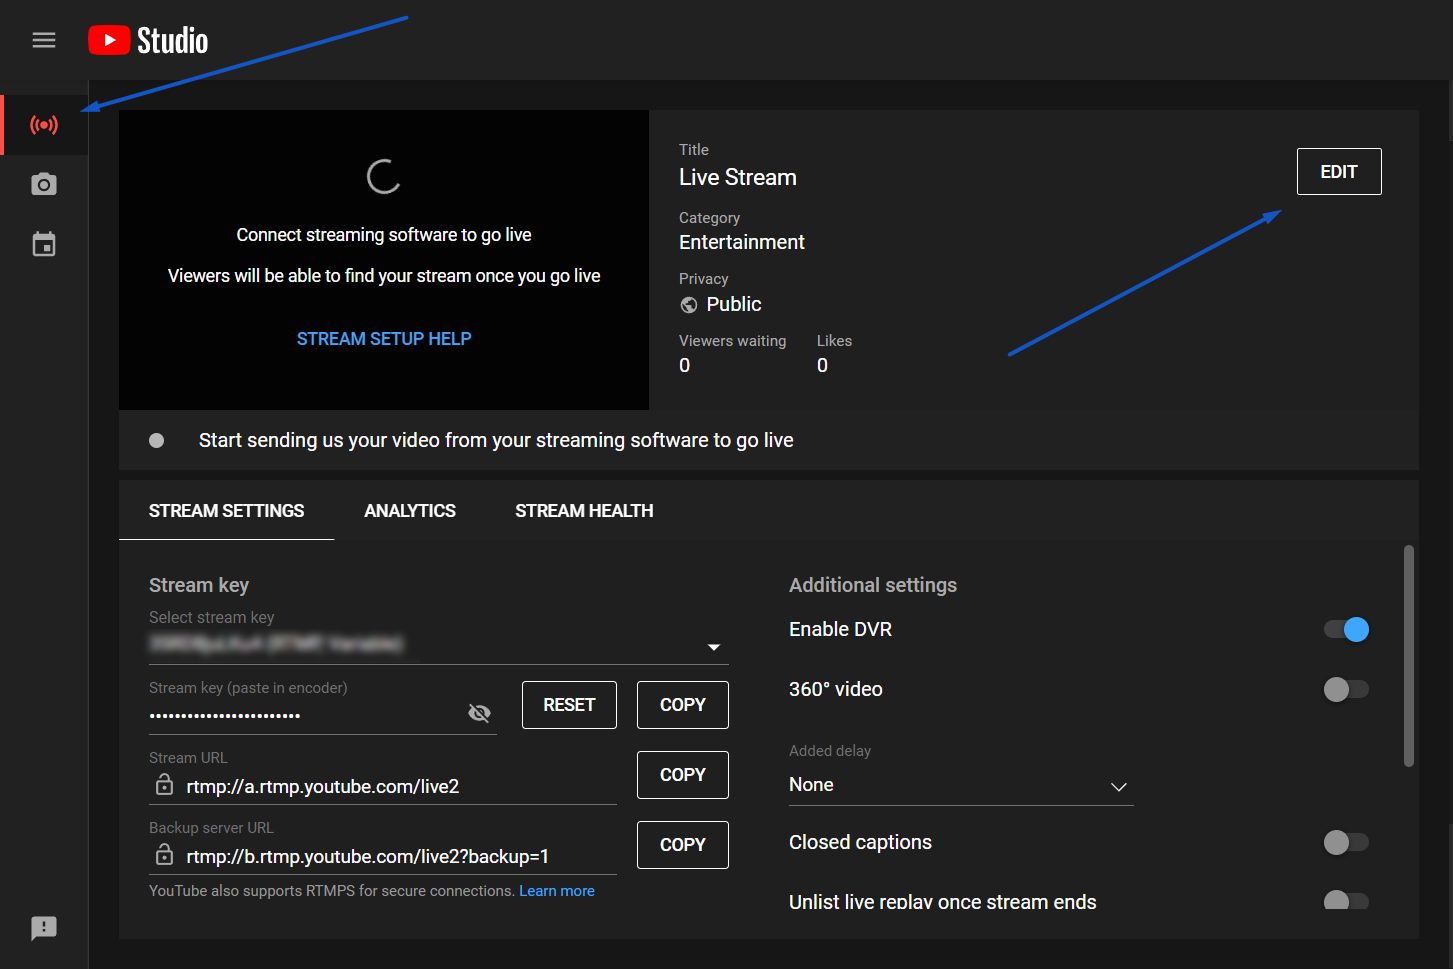 Studio
Connect streaming software to go live
Viewers will be able to find your stream once you go live
STREAM SETUP HELP
Title
Live Stream
EDIT
Category
Entertainment
Privacy
Public
Viewers waiting Likes
0 0
Start sending us your video from your streaming software to go live
STREAM SETTINGS ANALYTICS STREAM HEALTH
Stream key
Select stream key
Stream key (paste in encoder)
••••••••••••••••••••••••
RESET COPY
Stream URL
rtmp://a.rtmp.youtube.com/live2
COPY
Backup server URL
rtmp://b.rtmp.youtube.com/live2?backup=1
COPY
YouTube also supports RTMPS for secure connections. Learn more
Additional settings
Enable DVR
360° video
Added delay
None
Closed captions
Unlist live replay once stream ends